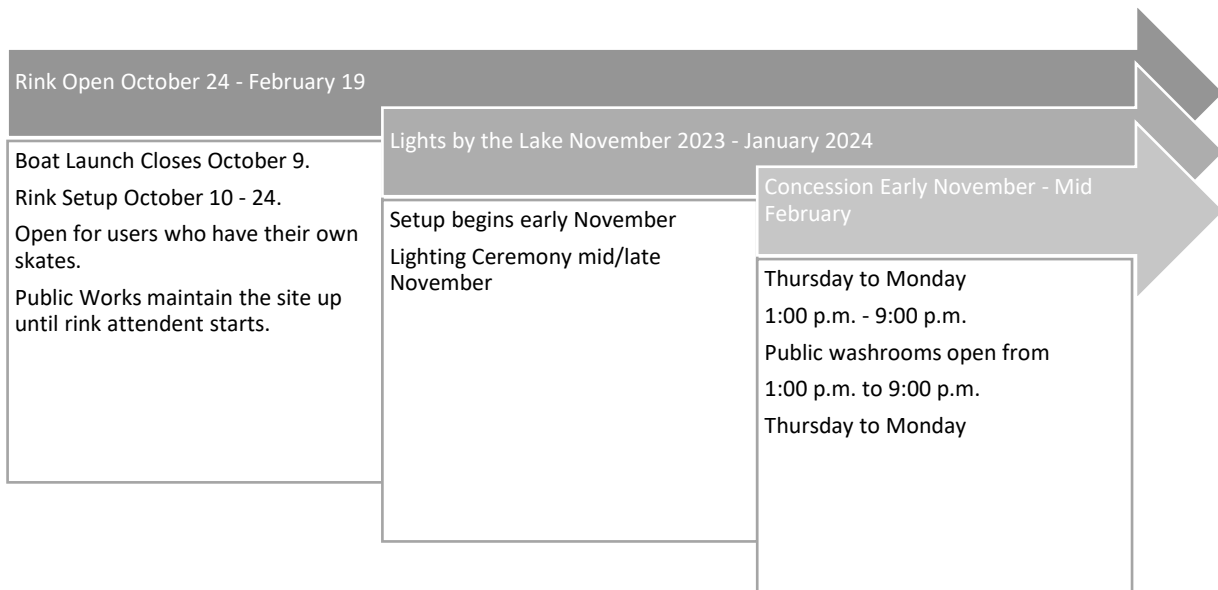 Rink Open October 24 - February 19
Boat Launch Closes October 9.
Rink Setup October 10 - 24.
Open for users who have their own
skates.
Public Works maintain the site up
until rink attendent starts.
Lights by the Lake November 2023 - January 2024
Setup begins early November
Lighting Ceremony mid/late
November
Concession Early November - Mid
February
Thursday to Monday
1:00 p.m. - 9:00 p.m.
Public washrooms open from
1:00 p.m. to 9:00 p.m.
Thursday to Monday